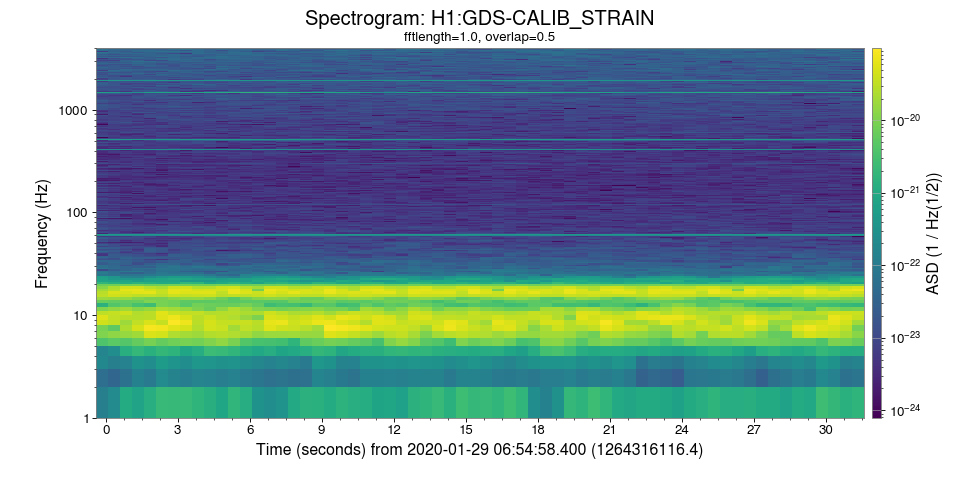 Spectrogram: H1:GDS-CALIB_STRAIN
fftlength=1.0, overlap=0.5
Frequency (Hz)
1000
100
10
1
0 3 6 9 12 15 18 21 24 27 30
Time (seconds) from 2020-01-29 06:54:58.400 (1264316116.4)
10⁻²⁰
10⁻²¹
10⁻²²
10⁻²³
10⁻²⁴
ASD (1 / Hz(1/2))